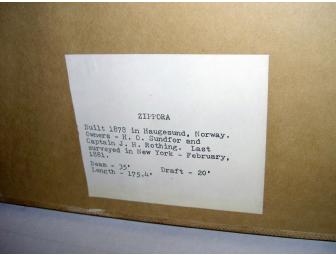 ZIPPORA
Built 1878 in Haugesund, Norway.
Owners - H. O. Sundfor and
Captain J. H. Rothing. Last
surveyed in New York - February,
1881.
Beam - 35'
Length - 175.4' Draft - 20'